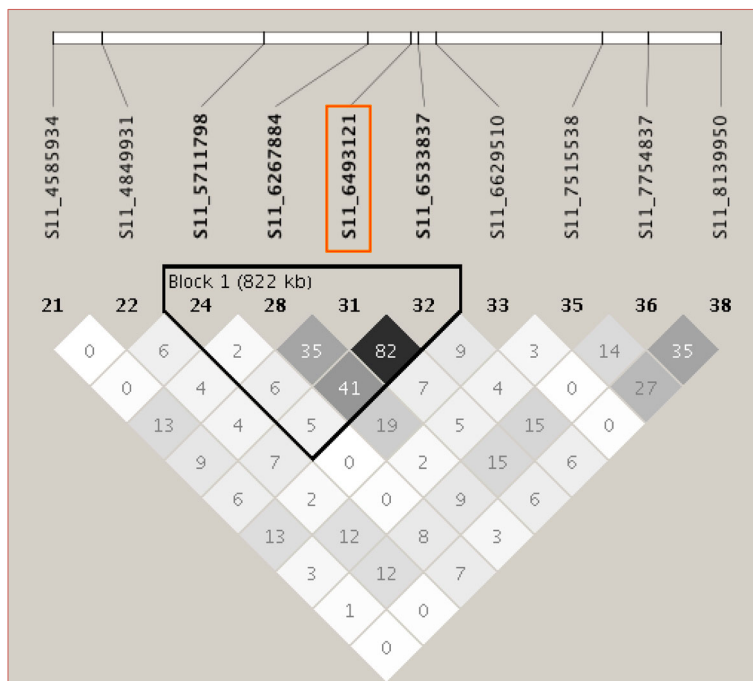 S11_4585934
S11_4849931
S11_5711798
S11_6267884
S11_6493121
S11_6533837
S11_6629510
S11_7515538
S11_7754837
S11_8139950
Block 1 (822 kb)
21 22 24 28 31 32 33 35 36 38
0 6 2 35 82 9 3 14 35
0 4 6 41 7 4 0 27
13 4 5 19 5 15 0
9 7 0 2 15 6
6 2 0 9 6
13 12 8 3
3 12 7
1 0
0